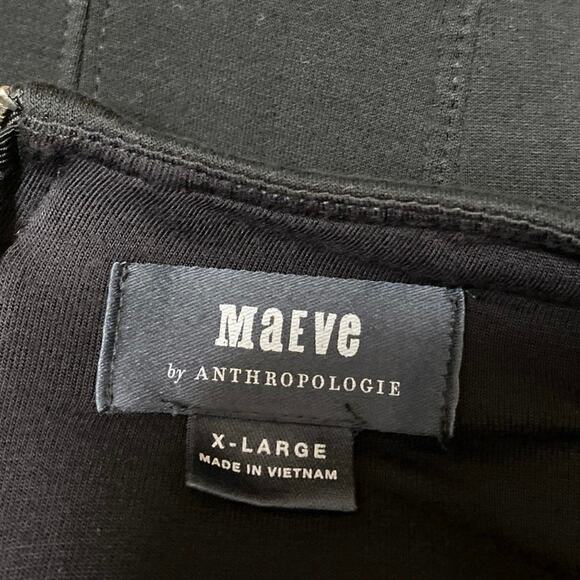 MaEVe
by ANTHROPOLOGIE
X-LARGE
MADE IN VIETNAM